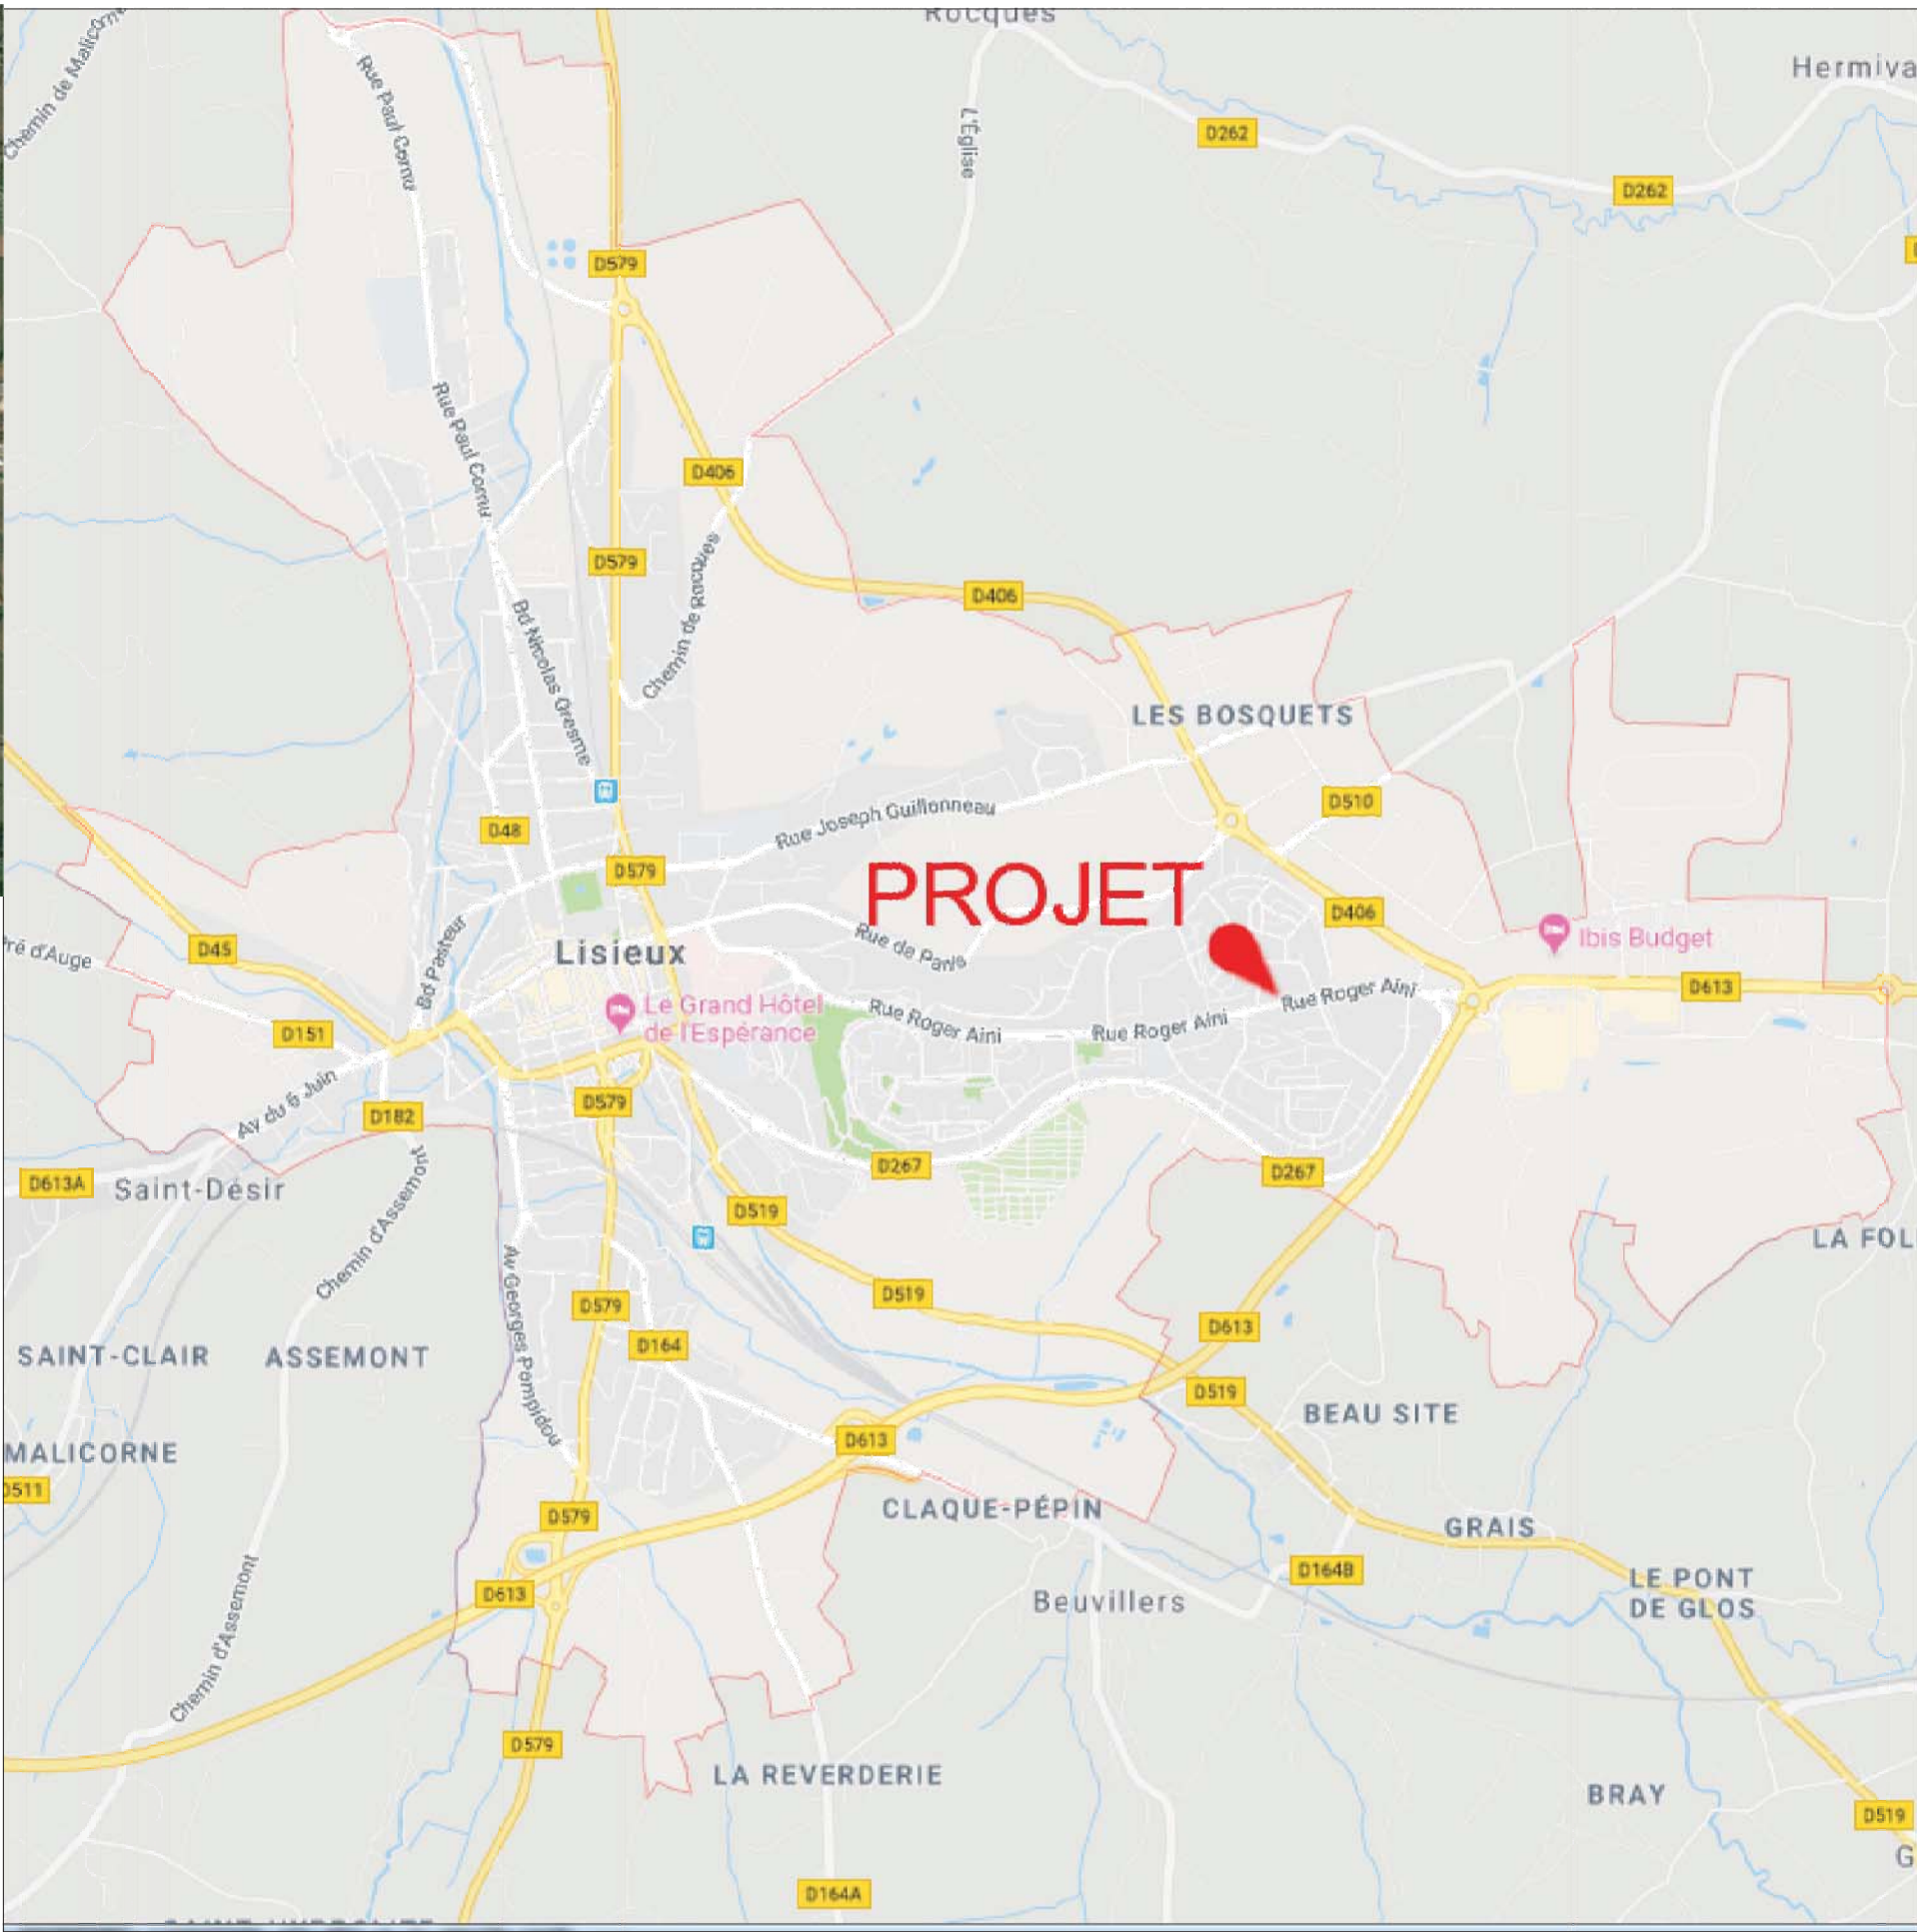 Rocques
Chemin de Malicorne
Hermiva
Rue Paul Cornu
L'Église
D262
D262
D579
Rue Paul Cornu
D406
D579
Chemin de Rocques
D406
Bd Nicolas Oresme
LES BOSQUETS
D510
Rue Joseph Guillonneau
D48
D579
PROJET
D406
Bd Pasteur
Rue de Paris
Ibis Budget
D45
Lisieux
ré d'Auge
D613
Rue Roger Aini
Le Grand Hôtel
de l'Espérance
Rue Roger Aini
Rue Roger Aini
D151
Av du 6 Juin
D579
D182
D267
D267
D613A
Saint-Désir
Chemin d'Assemont
D519
LA FOL
Av Georges Pompidou
D519
D579
D613
D164
SAINT-CLAIR
ASSEMONT
D519
BEAU SITE
D613
MALICORNE
D511
CLAQUE-PÉPIN
D579
GRAIS
D164B
LE PONT
DE GLOS
D613
Beuvillers
Chemin d'Assemont
D579
LA REVERDERIE
BRAY
D519
G
D164A